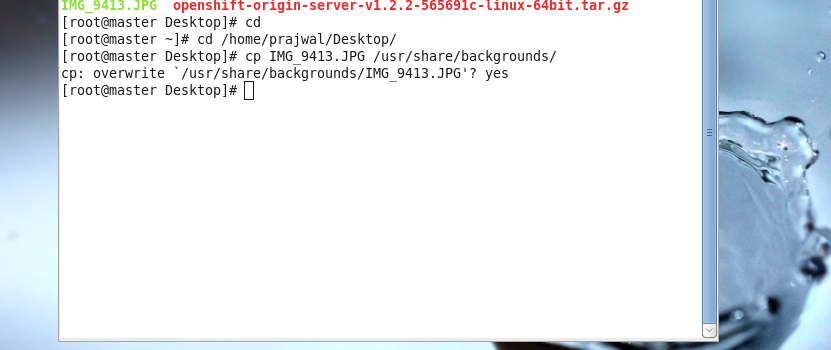 IMG_9413.JPG  openshift-origin-server-v1.2.2-565691c-linux-64bit.tar.gz
[root@master Desktop]# cd
[root@master ~]# cd /home/prajwal/Desktop/
[root@master Desktop]# cp IMG_9413.JPG /usr/share/backgrounds/
cp: overwrite `/usr/share/backgrounds/IMG_9413.JPG'? yes
[root@master Desktop]#